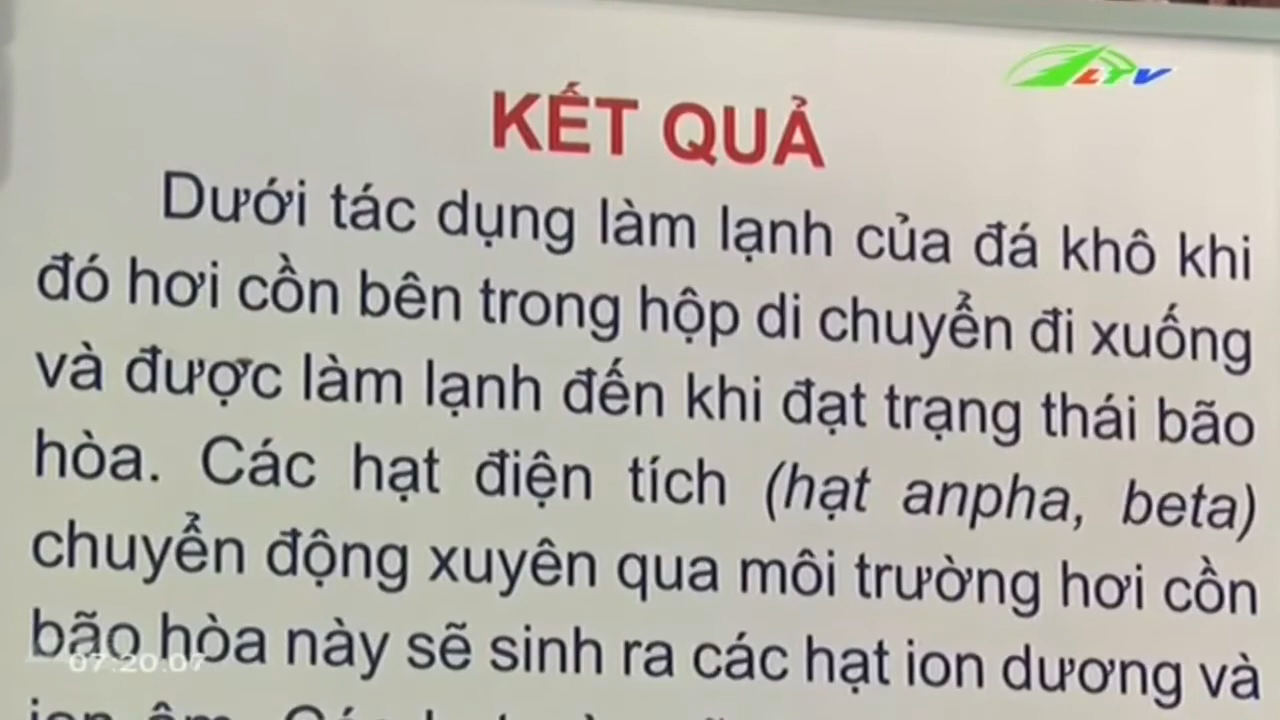 LTV
KẾT QUẢ
Dưới tác dụng làm lạnh của đá khô khi
đó hơi cồn bên trong hộp di chuyển đi xuống
và được làm lạnh đến khi đạt trạng thái bão
hòa. Các hạt điện tích (hạt anpha, beta)
chuyển động xuyên qua môi trường hơi cồn
bão hòa này sẽ sinh ra các hạt ion dương và
07:20:07